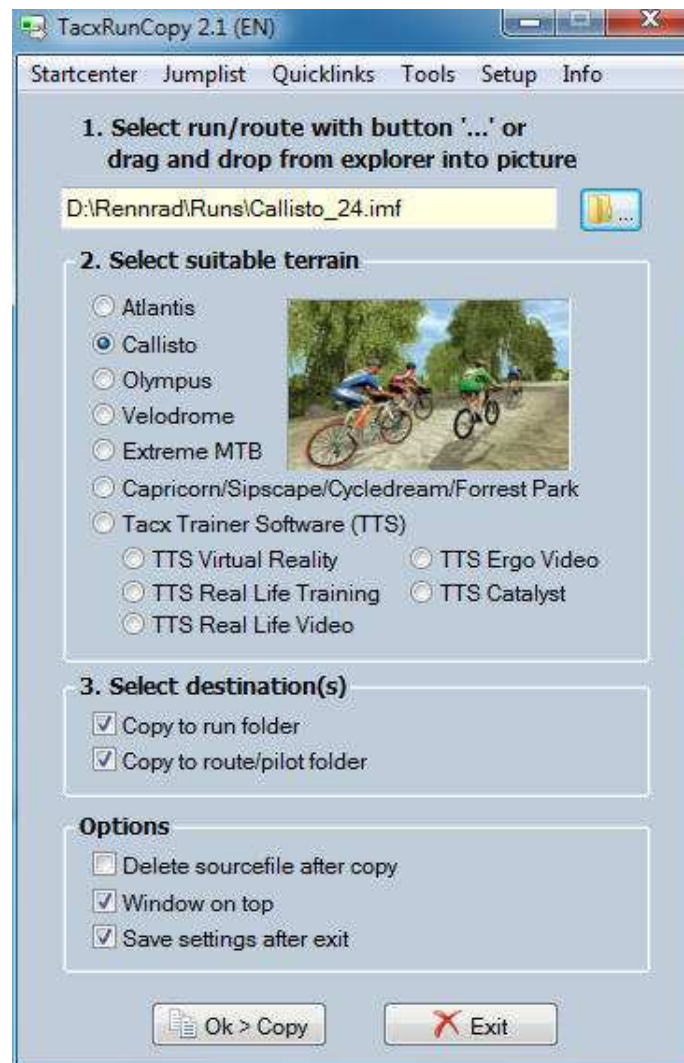 TacxRunCopy 2.1 (EN)
Startcenter Jumplist Quicklinks Tools Setup Info
1. Select run/route with button '...' or
drag and drop from explorer into picture
D:\Rennrad\Runs\Callisto_24.imf
...
2. Select suitable terrain
Atlantis
Callisto
Olympus
Velodrome
Extreme MTB
Capricorn/Sipscape/Cycledream/Forrest Park
Tacx Trainer Software (TTS)
TTS Virtual Reality TTS Ergo Video
TTS Real Life Training TTS Catalyst
TTS Real Life Video
3. Select destination(s)
Copy to run folder
Copy to route/pilot folder
Options
Delete sourcefile after copy
Window on top
Save settings after exit
Ok > Copy Exit